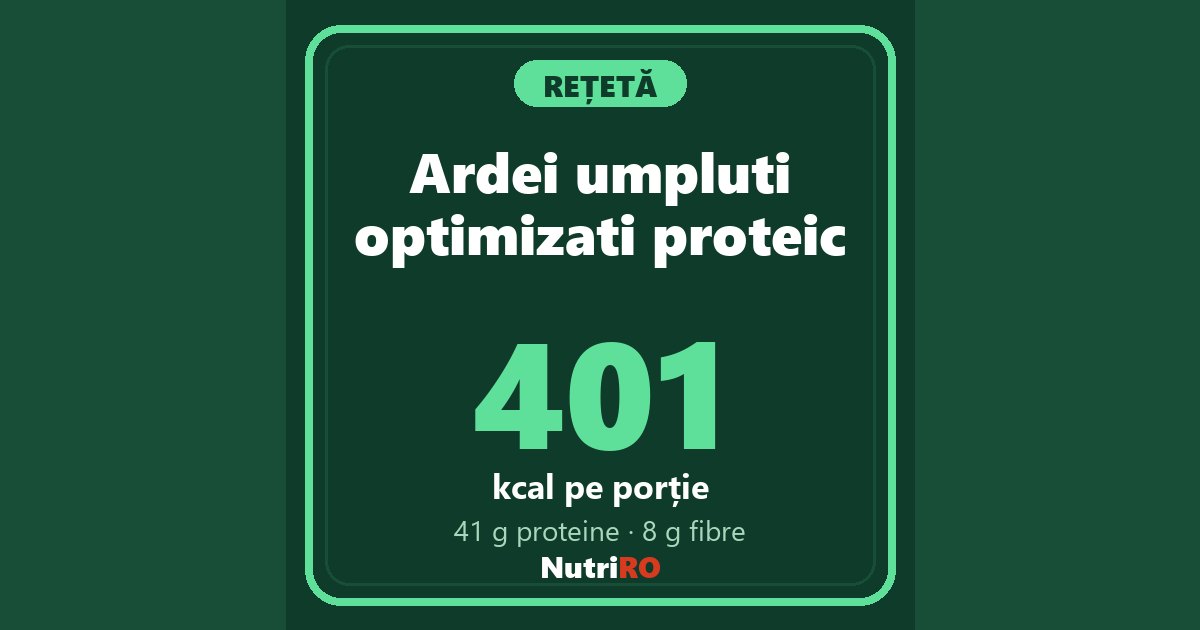 REȚETĂ
Ardei umpluti
optimizati proteic
401
kcal pe porție
41 g proteine · 8 g fibre
NutriRO